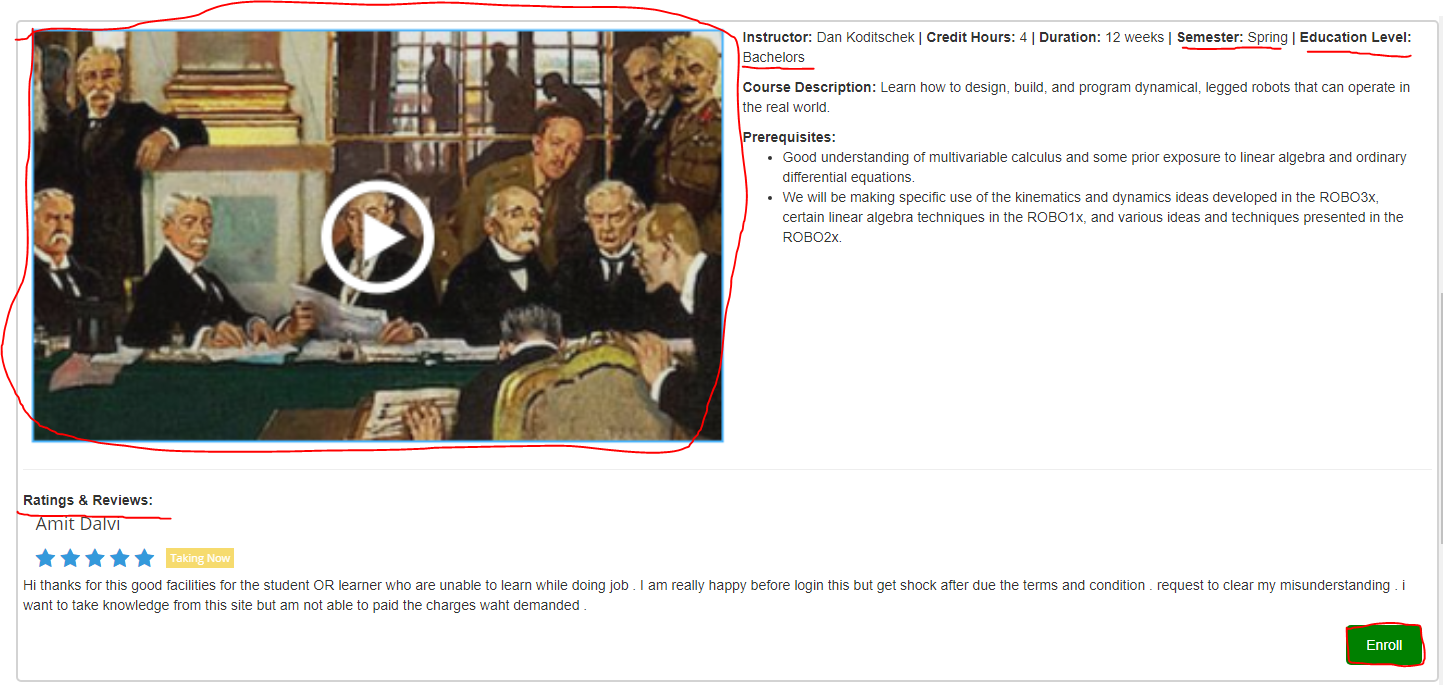 Instructor: Dan Koditschek | Credit Hours: 4 | Duration: 12 weeks | Semester: Spring | Education Level:
Bachelors
Course Description: Learn how to design, build, and program dynamical, legged robots that can operate in
the real world.
Prerequisites:
• Good understanding of multivariable calculus and some prior exposure to linear algebra and ordinary
differential equations.
• We will be making specific use of the kinematics and dynamics ideas developed in the ROBO3x,
certain linear algebra techniques in the ROBO1x, and various ideas and techniques presented in the
ROBO2x.
Ratings & Reviews:
Amit Dalvi
Taking Now
Hi thanks for this good facilities for the student OR learner who are unable to learn while doing job . I am really happy before login this but get shock after due the terms and condition . request to clear my misunderstanding . i
want to take knowledge from this site but am not able to paid the charges waht demanded .
Enroll